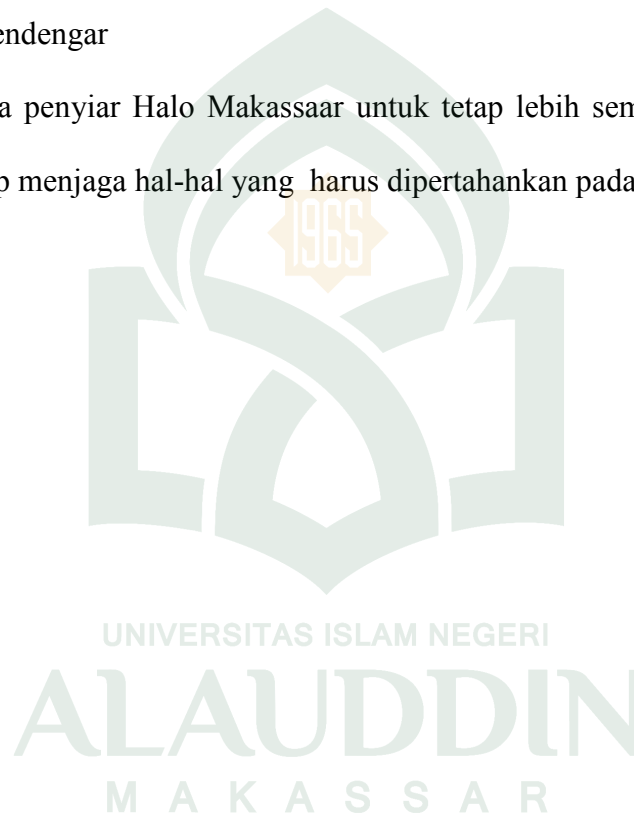 endengar
a penyiar Halo Makassaar untuk tetap lebih sem
p menjaga hal-hal yang harus dipertahankan pada
1965
UNIVERSITAS ISLAM NEGERI
ALAUDDIN
MAKASSAR